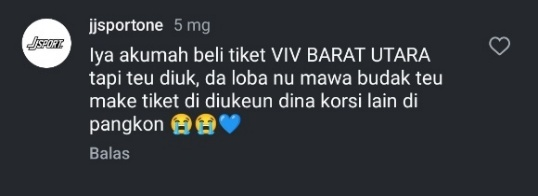 JJSPORT
jjsportone 5 mg
Iya akumah beli tiket VIV BARAT UTARA
tapi teu diuk, da loba nu mawa budak teu
make tiket di diukeun dina korsi lain di
pangkon 😭😭💙
Balas